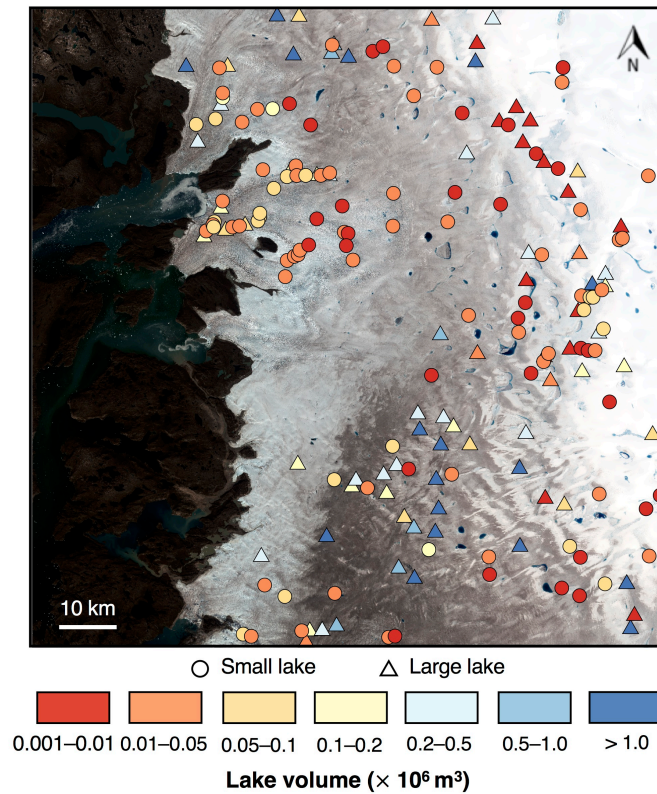 N
10 km
Small lake
Large lake
0.001–0.01 0.01–0.05 0.05–0.1 0.1–0.2 0.2–0.5 0.5–1.0 > 1.0
Lake volume (× 10⁶ m³)